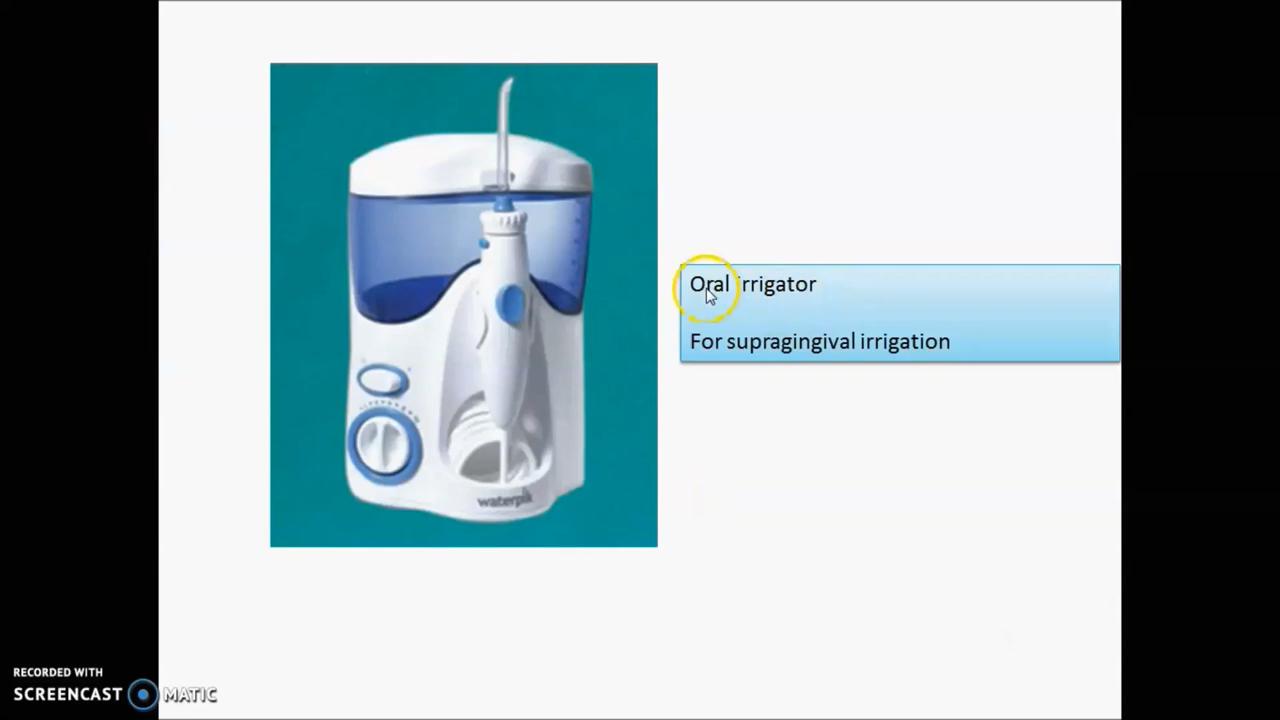 Oral irrigator
For supragingival irrigation
waterpik
RECORDED WITH
SCREENCAST MATIC